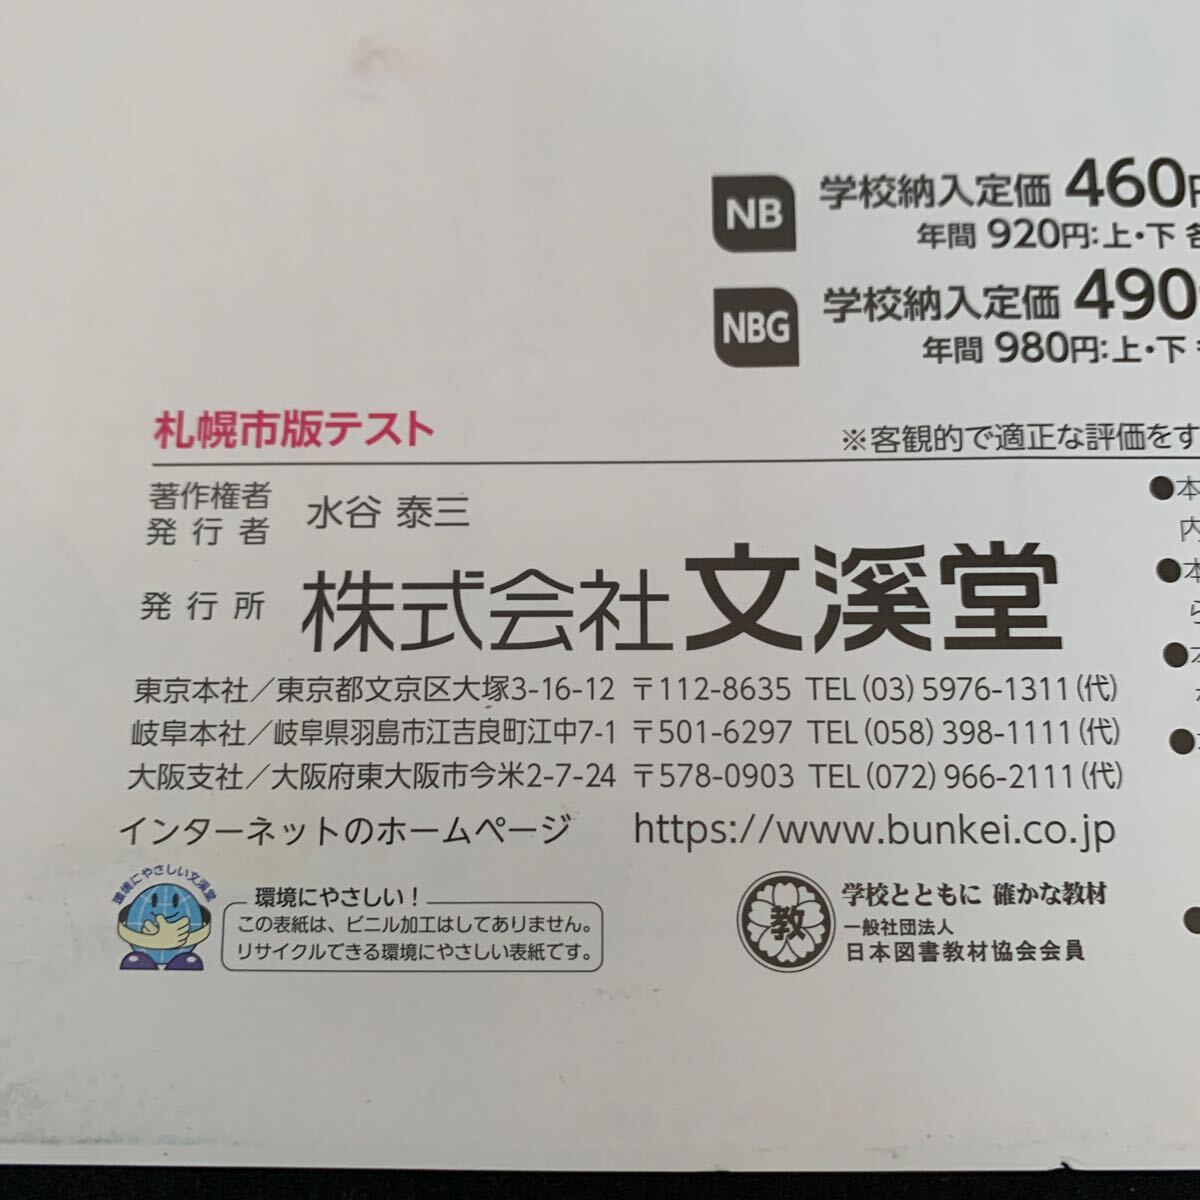 NB 学校納入定価 460円
年間 920円:上・下 各
NBG 学校納入定価 490
年間 980円:上・下
札幌市版テスト
※客観的で適正な評価をす
著作権者
発行者
水谷 泰三
発行所 株式会社 文溪堂
東京本社/東京都文京区大塚3-16-12 〒112-8635 TEL(03)5976-1311(代)
岐阜本社/岐阜県羽島市江吉良町江中7-1 〒501-6297 TEL(058)398-1111(代)
大阪支社/大阪府東大阪市今米2-7-24 〒578-0903 TEL(072)966-2111(代)
インターネットのホームページ https://www.bunkei.co.jp
環境にやさしい文溪堂
環境にやさしい!
この表紙は、ビニル加工はしてありません。
リサイクルできる環境にやさしい表紙です。
教
学校とともに 確かな教材
一般社団法人
日本図書教材協会会員
●本
内
●本
ら
●
●
●